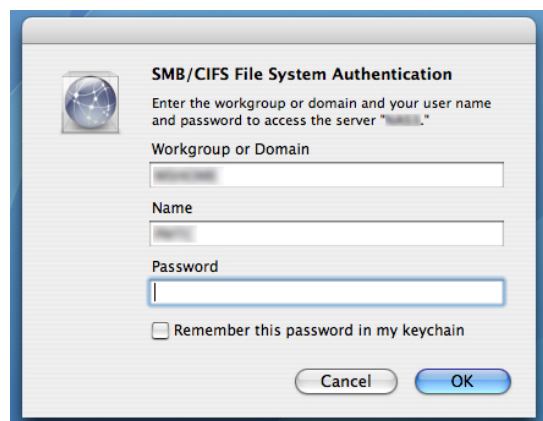 SMB/CIFS File System Authentication
Enter the workgroup or domain and your user name
and password to access the server "      ."
Workgroup or Domain
Name
Password
Remember this password in my keychain
Cancel
OK